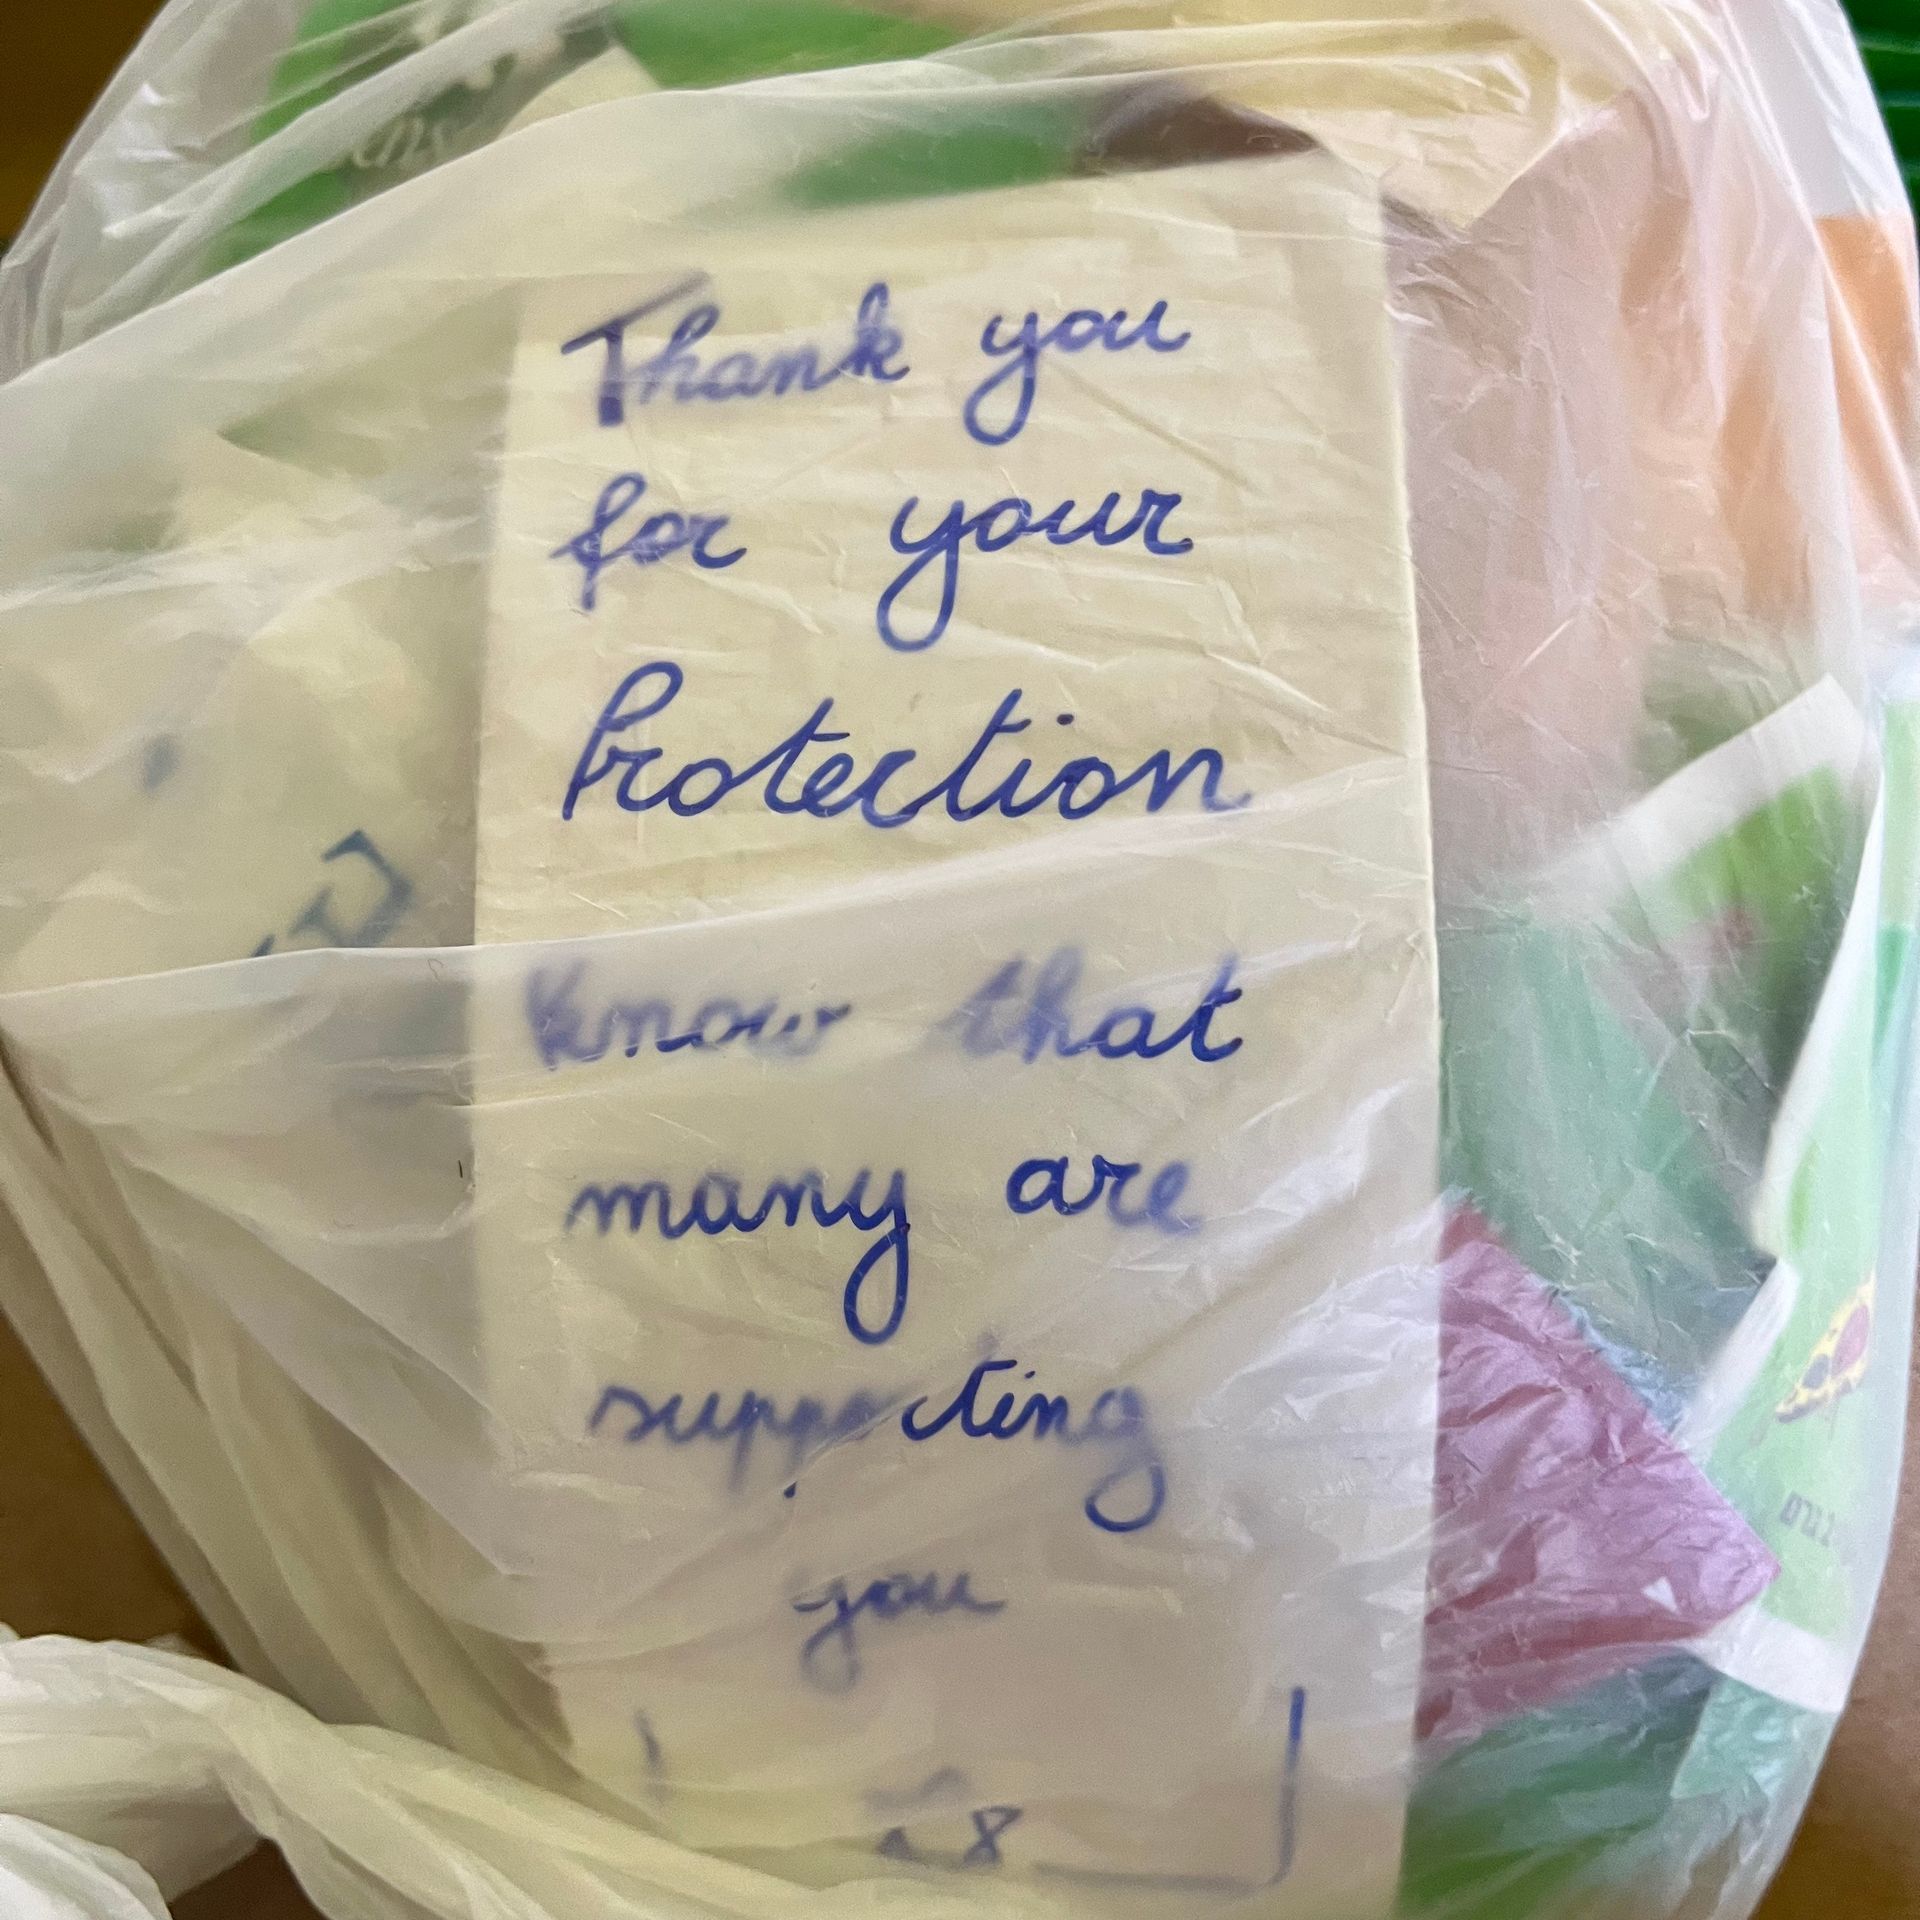 Thank you
for your
Protection
Know that
many are
supporting
you